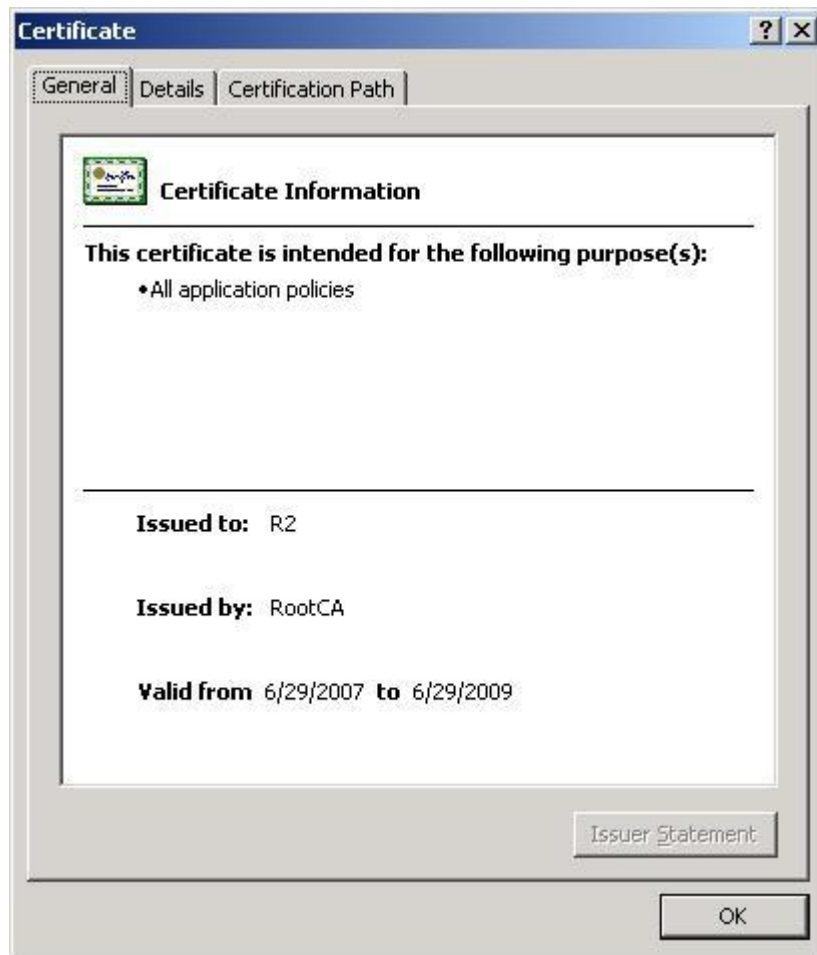 Certificate
General Details Certification Path
Certificate Information
This certificate is intended for the following purpose(s):
•All application policies
Issued to: R2
Issued by: RootCA
Valid from 6/29/2007 to 6/29/2009
Issuer Statement
OK